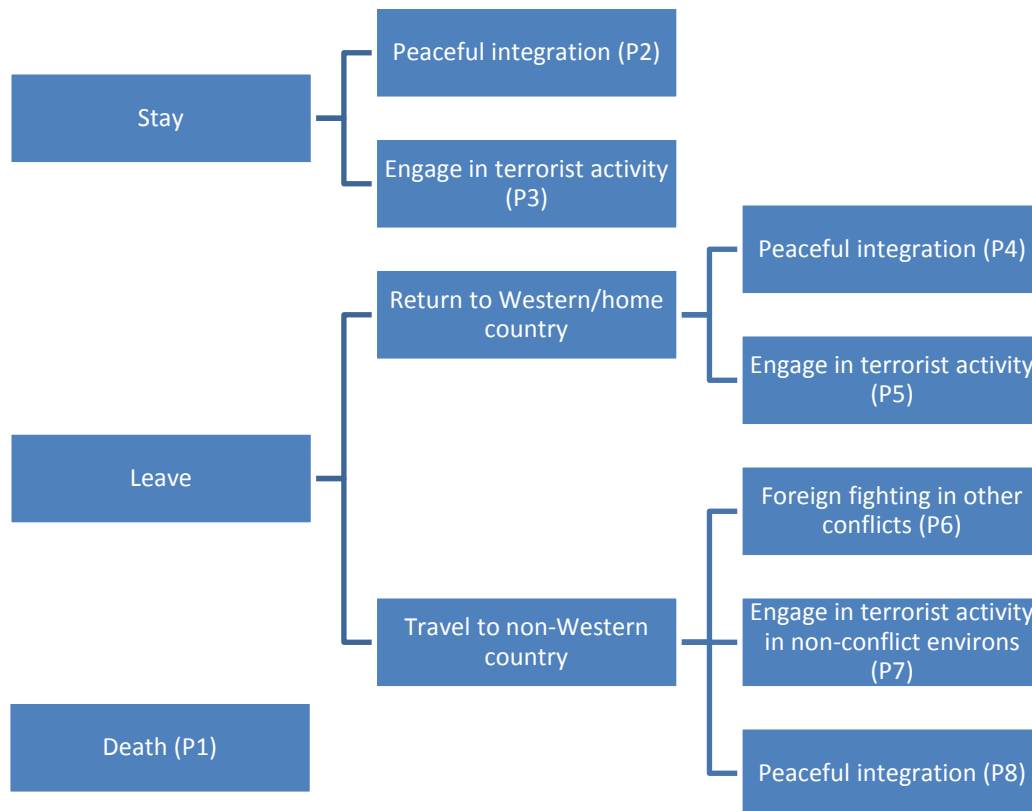 Peaceful integration (P2)
Stay
Engage in terrorist activity
(P3)
Peaceful integration (P4)
Return to Western/home
country
Engage in terrorist activity
(P5)
Leave
Foreign fighting in other
conflicts (P6)
Travel to non-Western
country
Engage in terrorist activity
in non-conflict environs
(P7)
Death (P1)
Peaceful integration (P8)